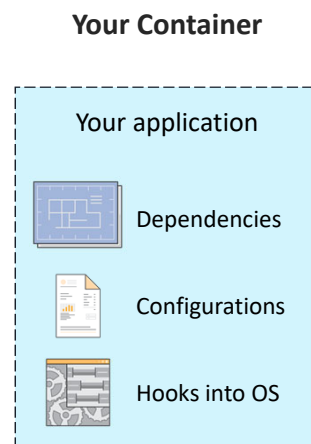 Your Container
Your application
Dependencies
Configurations
Hooks into OS